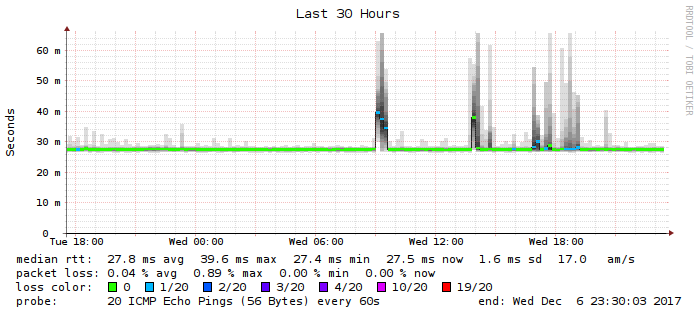 Last 30 Hours
RRDTOOL / TOBI OETIKER
Seconds
60 m
50 m
40 m
30 m
20 m
10 m
0
Tue 18:00 Wed 00:00 Wed 06:00 Wed 12:00 Wed 18:00
median rtt: 27.8 ms avg 39.6 ms max 27.4 ms min 27.5 ms now 1.6 ms sd 17.0 am/s
packet loss: 0.04 % avg 0.89 % max 0.00 % min 0.00 % now
loss color: 0 1/20 2/20 3/20 4/20 10/20 19/20
probe: 20 ICMP Echo Pings (56 Bytes) every 60s end: Wed Dec 6 23:30:03 2017